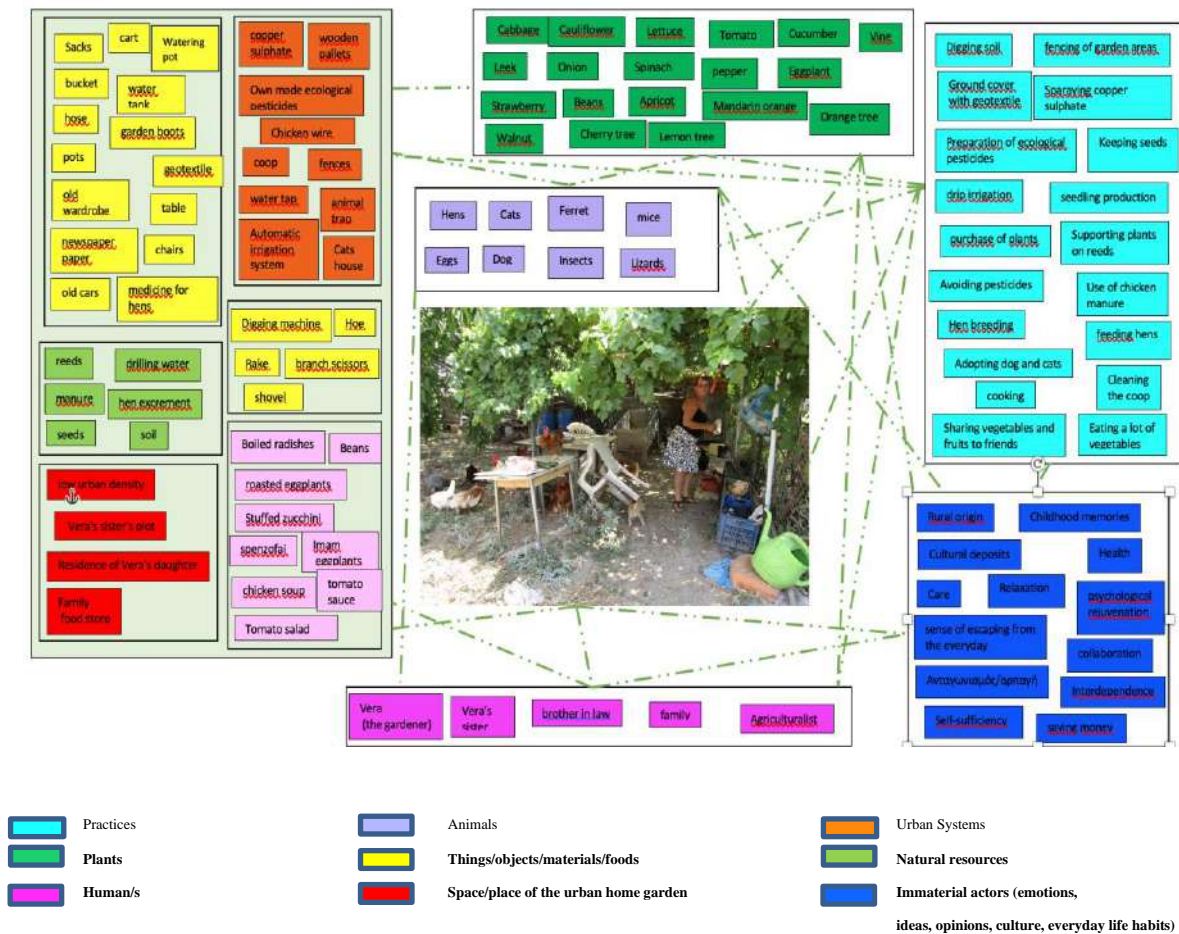 Sacks
cart
Watering
pot
bucket
water
tank
hose
garden boots
pots
geotextile
old
wardrobe
table
newspaper
paper
chairs
old cars
medicine for
hens
copper
sulphate
wooden
pallets
Own made ecological
pesticides
Chicken wire
coop
fences
water tap
animal
trap
Automatic
irrigation
system
Cats
house
Digging machine
Hoe
Rake
branch scissors
shovel
reeds
drilling water
manure
hen excrement
seeds
soil
low urban density
Vera's sister's plot
Residence of Vera's daughter
Family
food store
Boiled radishes
Beans
roasted eggplants
Stuffed zucchini
spenzofai
Imam
eggplants
chicken soup
tomato
sauce
Tomato salad
Cabbage
Cauliflower
Lettuce
Tomato
Cucumber
Vine
Leek
Onion
Spinach
pepper
Eggplant
Strawberry
Beans
Apricot
Mandarin orange
Orange tree
Walnut
Cherry tree
Lemon tree
Hens
Cats
Ferret
mice
Eggs
Dog
Insects
Lizards
Vera
(the gardener)
Vera's
sister
brother in law
family
Agriculturalist
Digging soil
fencing of garden areas
Ground cover
with geotextile
Sparaying copper
sulphate
Preparation of ecological
pesticides
Keeping seeds
drip irrigation
seedling production
purchase of plants
Supporting plants
on reeds
Avoiding pesticides
Use of chicken
manure
Hen breeding
feeding hens
Adopting dog and cats
cooking
Cleaning
the coop
Sharing vegetables and
fruits to friends
Eating a lot of
vegetables
Rural origin
Childhood memories
Cultural deposits
Health
Care
Relaxation
psychological
rejuvenation
sense of escaping from
the everyday
collaboration
Ανταγωνισμός/αρπαγή
Interdependence
Self-sufficiency
saving money
Practices
Animals
Urban Systems
Plants
Things/objects/materials/foods
Natural resources
Human/s
Space/place of the urban home garden
Immaterial actors (emotions,
ideas, opinions, culture, everyday life habits)